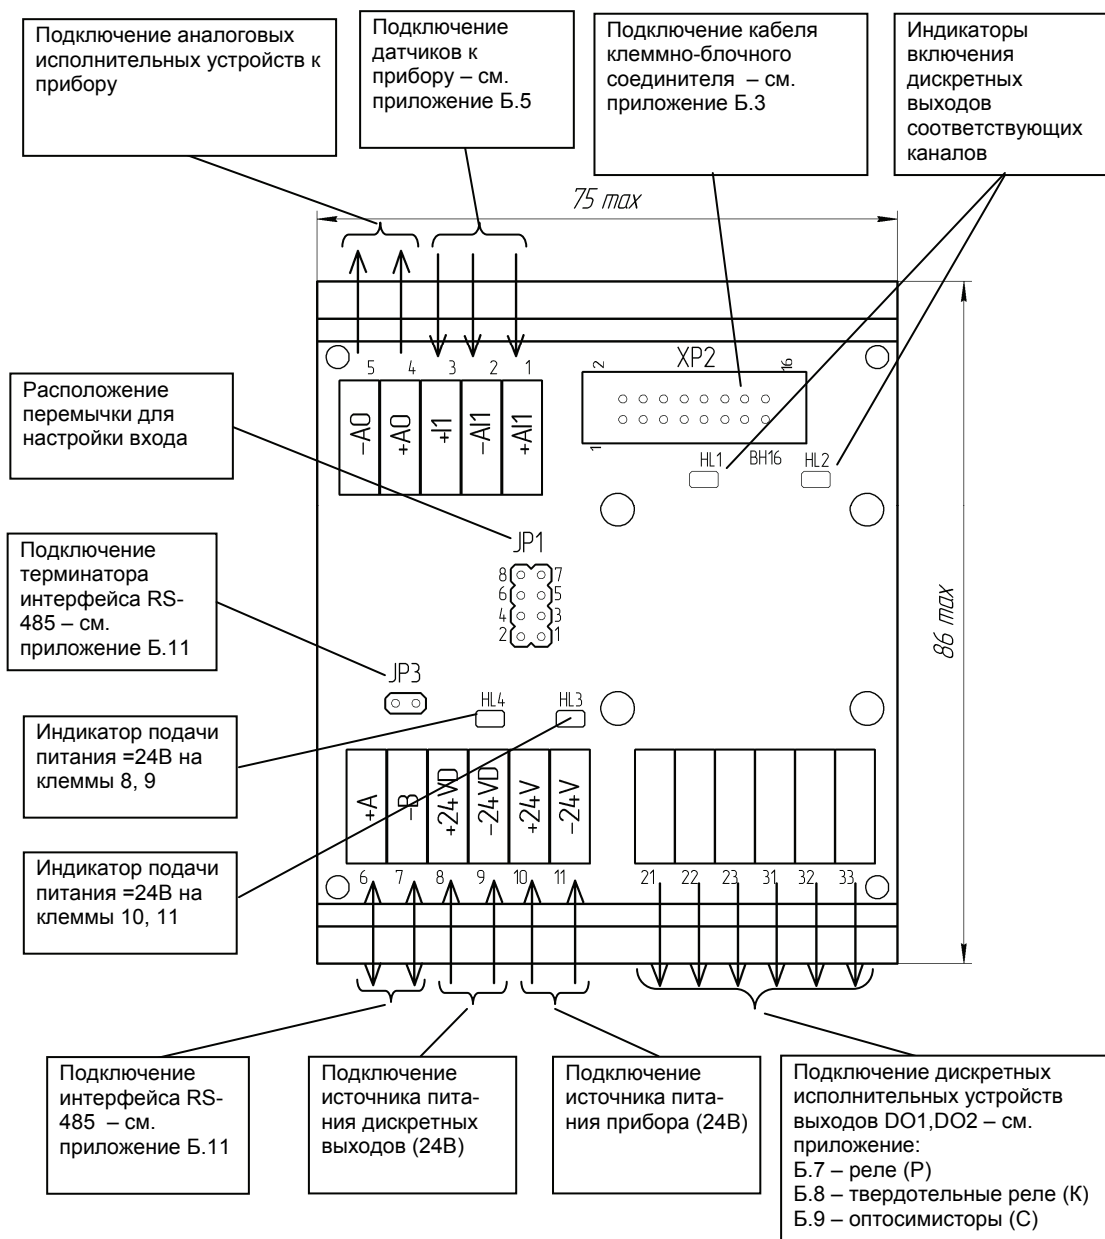 Подключение аналоговых
исполнительных устройств к
прибору
Подключение
датчиков к
прибору – см.
приложение Б.5
Подключение кабеля
клеммно-блочного
соединителя – см.
приложение Б.3
Индикаторы
включения
дискретных
выходов
соответствующих
каналов
75 max
5 4 3 2 1
–AO +AO +I1 –AI1 +AI1
XP2
2 16
1
BH16
HL1 HL2
86 max
Расположение
перемычки для
настройки входа
JP1
8 7
6 5
4 3
2 1
Подключение
терминатора
интерфейса RS-
485 – см.
приложение Б.11
JP3
HL4 HL3
Индикатор подачи
питания =24В на
клеммы 8, 9
+A –B +24VD –24VD +24V –24V
Индикатор подачи
питания =24В на
клеммы 10, 11
6 7 8 9 10 11
21 22 23 31 32 33
Подключение
интерфейса RS-
485 – см.
приложение Б.11
Подключение
источника пита-
ния дискретных
выходов (24В)
Подключение
источника пита-
ния прибора (24В)
Подключение дискретных
исполнительных устройств
выходов DO1,DO2 – см.
приложение:
Б.7 – реле (Р)
Б.8 – твердотельные реле (К)
Б.9 – оптосимисторы (С)